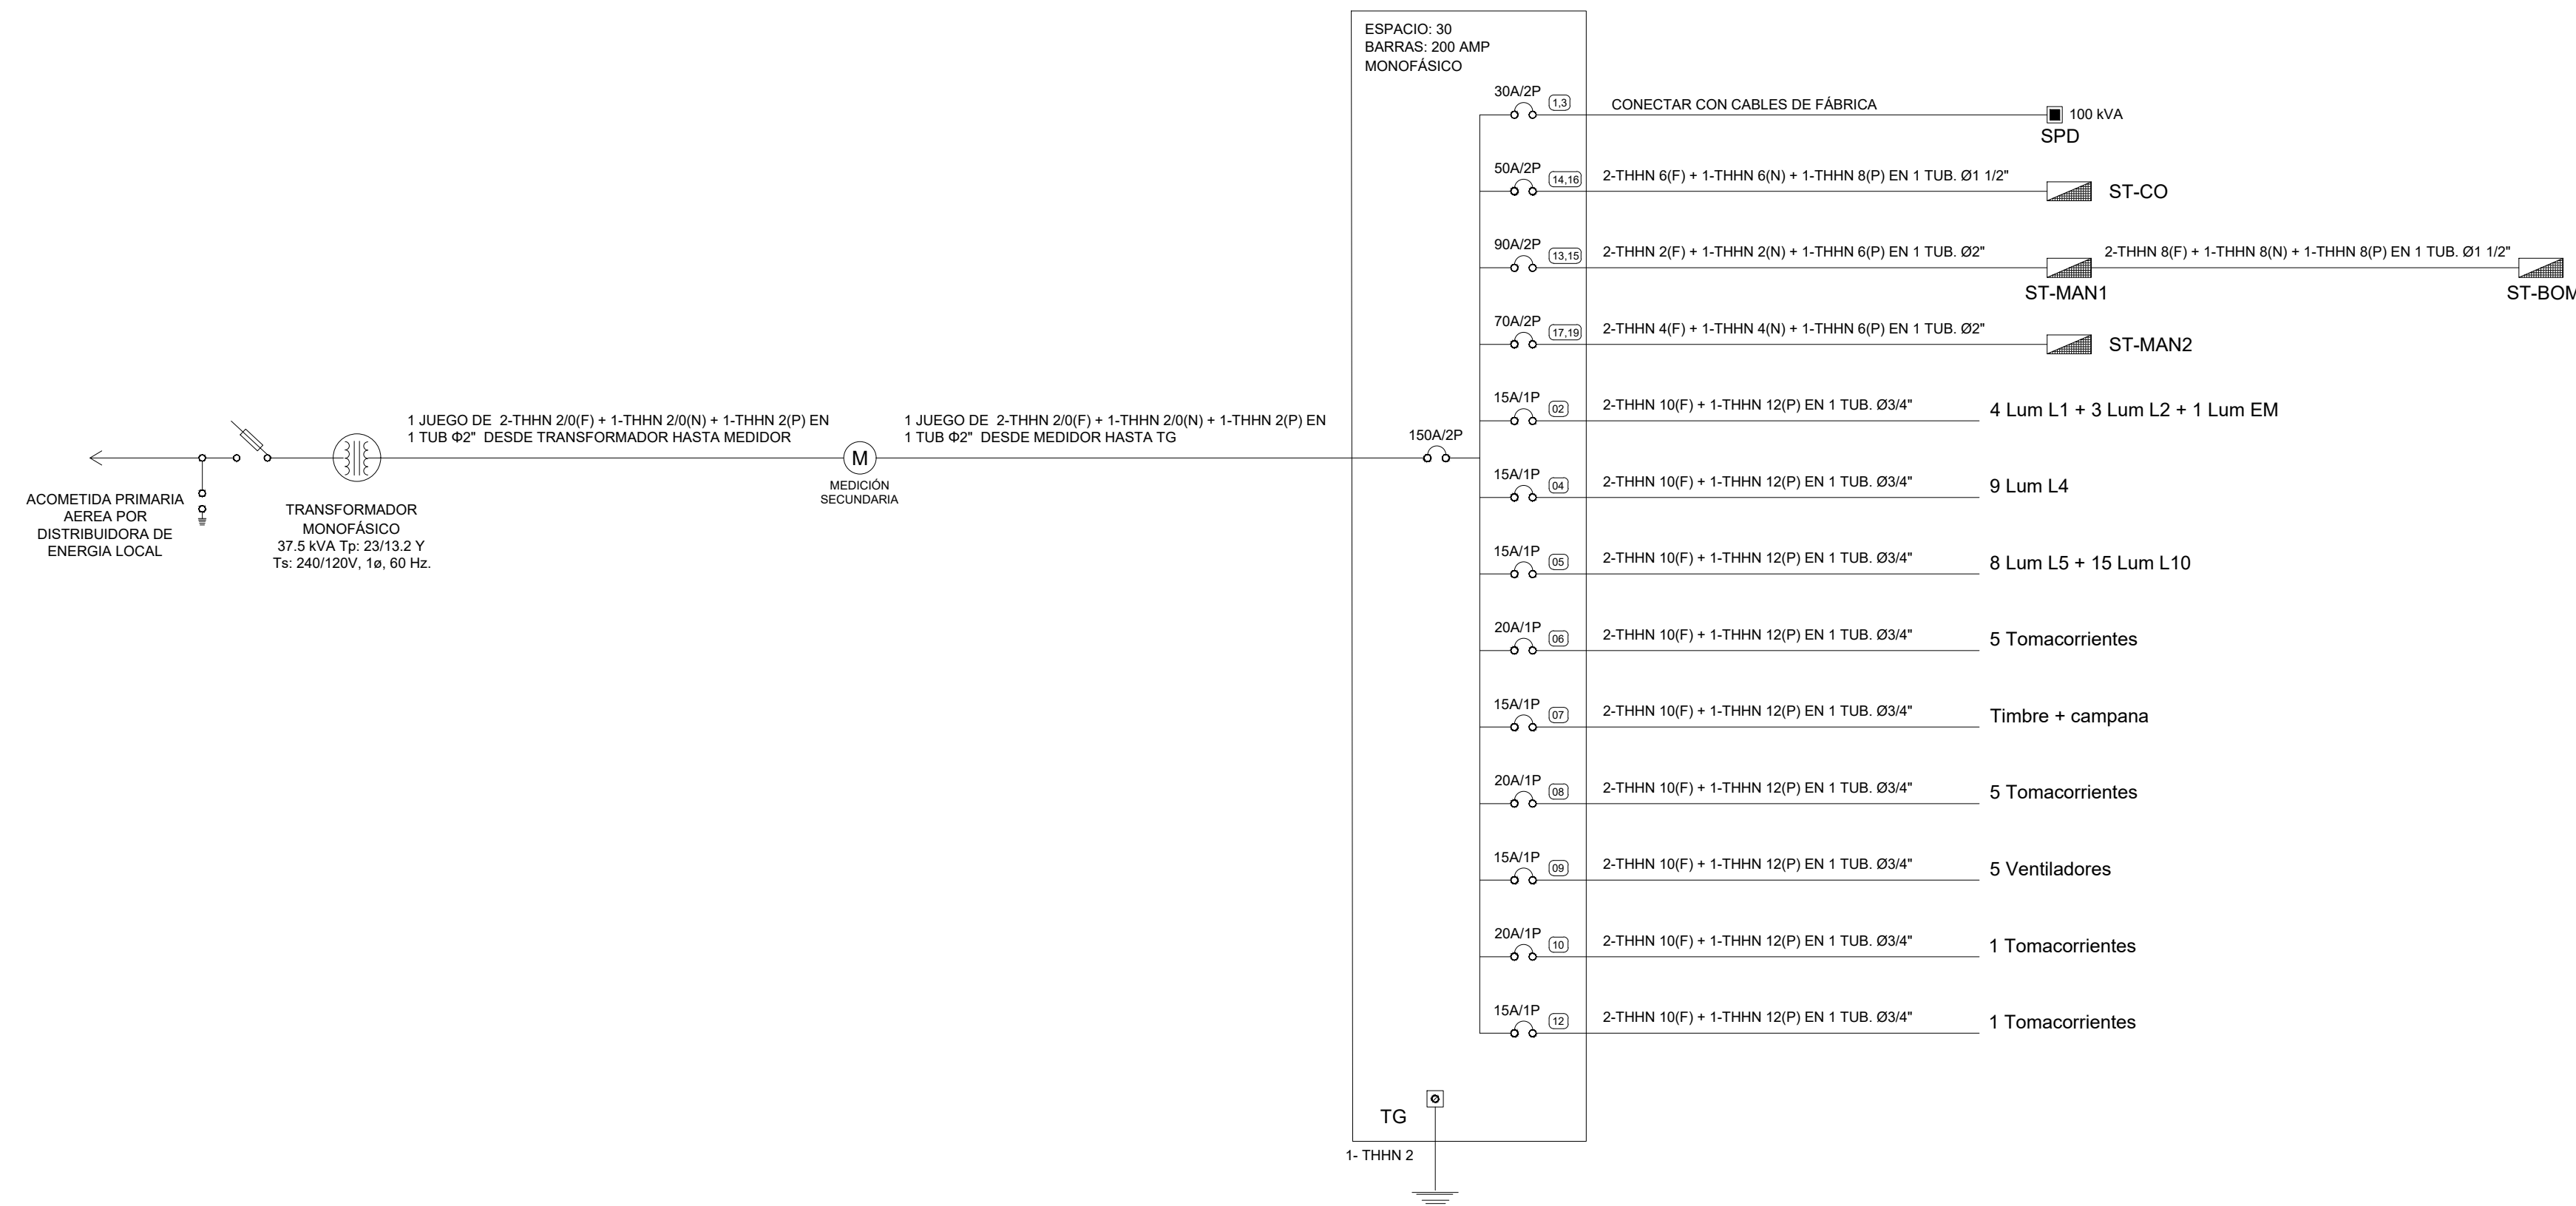 ESPACIO: 30
BARRAS: 200 AMP
MONOFÁSICO
30A/2P
1,3
CONECTAR CON CABLES DE FÁBRICA
100 kVA
SPD
50A/2P
14,16
2-THHN 6(F) + 1-THHN 6(N) + 1-THHN 8(P) EN 1 TUB. Ø1 1/2"
ST-CO
90A/2P
13,15
2-THHN 2(F) + 1-THHN 2(N) + 1-THHN 6(P) EN 1 TUB. Ø2"
ST-MAN1
2-THHN 8(F) + 1-THHN 8(N) + 1-THHN 8(P) EN 1 TUB. Ø1 1/2"
ST-BOM
70A/2P
17,19
2-THHN 4(F) + 1-THHN 4(N) + 1-THHN 6(P) EN 1 TUB. Ø2"
ST-MAN2
ACOMETIDA PRIMARIA
AEREA POR
DISTRIBUIDORA DE
ENERGIA LOCAL
TRANSFORMADOR
MONOFÁSICO
37.5 kVA Tp: 23/13.2 Y
Ts: 240/120V, 1ø, 60 Hz.
1 JUEGO DE 2-THHN 2/0(F) + 1-THHN 2/0(N) + 1-THHN 2(P) EN
1 TUB Φ2" DESDE TRANSFORMADOR HASTA MEDIDOR
M
MEDICIÓN
SECUNDARIA
1 JUEGO DE 2-THHN 2/0(F) + 1-THHN 2/0(N) + 1-THHN 2(P) EN
1 TUB Φ2" DESDE MEDIDOR HASTA TG
150A/2P
15A/1P
02
2-THHN 10(F) + 1-THHN 12(P) EN 1 TUB. Ø3/4"
4 Lum L1 + 3 Lum L2 + 1 Lum EM
15A/1P
04
2-THHN 10(F) + 1-THHN 12(P) EN 1 TUB. Ø3/4"
9 Lum L4
15A/1P
05
2-THHN 10(F) + 1-THHN 12(P) EN 1 TUB. Ø3/4"
8 Lum L5 + 15 Lum L10
20A/1P
06
2-THHN 10(F) + 1-THHN 12(P) EN 1 TUB. Ø3/4"
5 Tomacorrientes
15A/1P
07
2-THHN 10(F) + 1-THHN 12(P) EN 1 TUB. Ø3/4"
Timbre + campana
20A/1P
08
2-THHN 10(F) + 1-THHN 12(P) EN 1 TUB. Ø3/4"
5 Tomacorrientes
15A/1P
09
2-THHN 10(F) + 1-THHN 12(P) EN 1 TUB. Ø3/4"
5 Ventiladores
20A/1P
10
2-THHN 10(F) + 1-THHN 12(P) EN 1 TUB. Ø3/4"
1 Tomacorrientes
15A/1P
12
2-THHN 10(F) + 1-THHN 12(P) EN 1 TUB. Ø3/4"
1 Tomacorrientes
TG
1- THHN 2